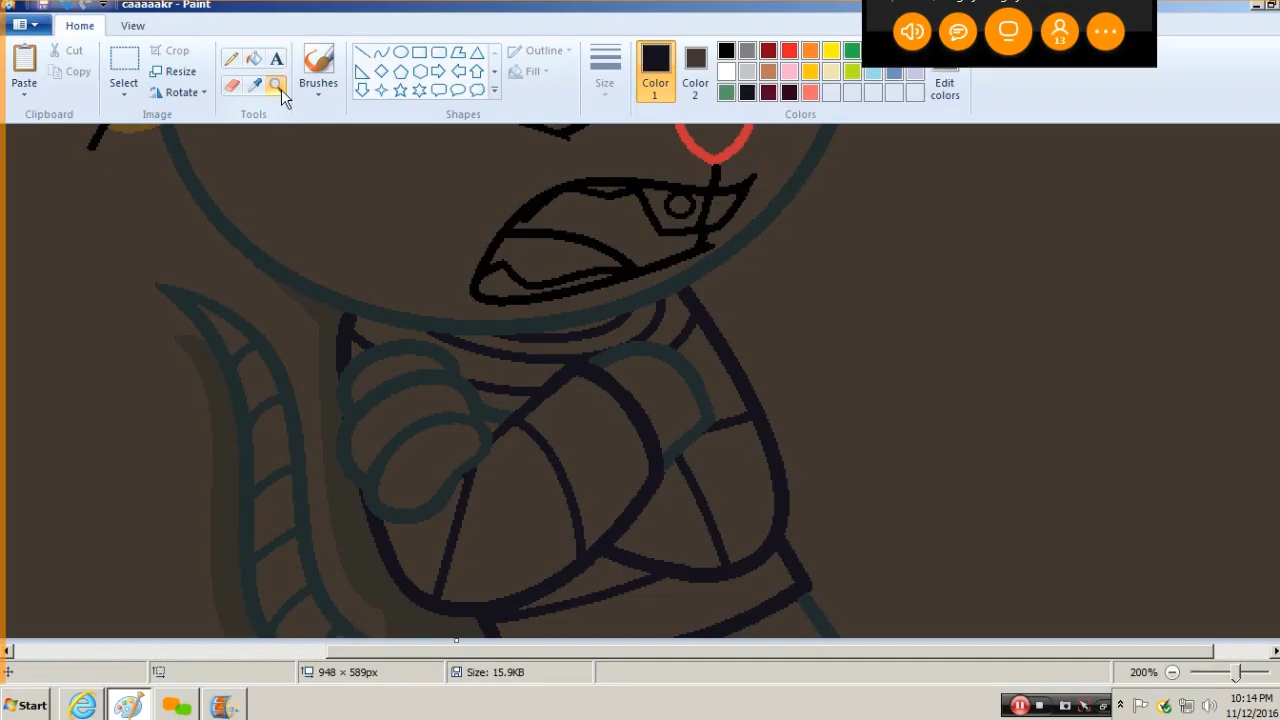 caaaaakr - Paint
Home
View
Paste
Cut
Copy
Clipboard
Select
Crop
Resize
Rotate
Image
A
Tools
Brushes
Outline
Fill
Shapes
Size
Color 1
Color 2
Edit colors
Colors
13
948 × 589px
Size: 15.9KB
200%
Start
10:14 PM
11/12/2016